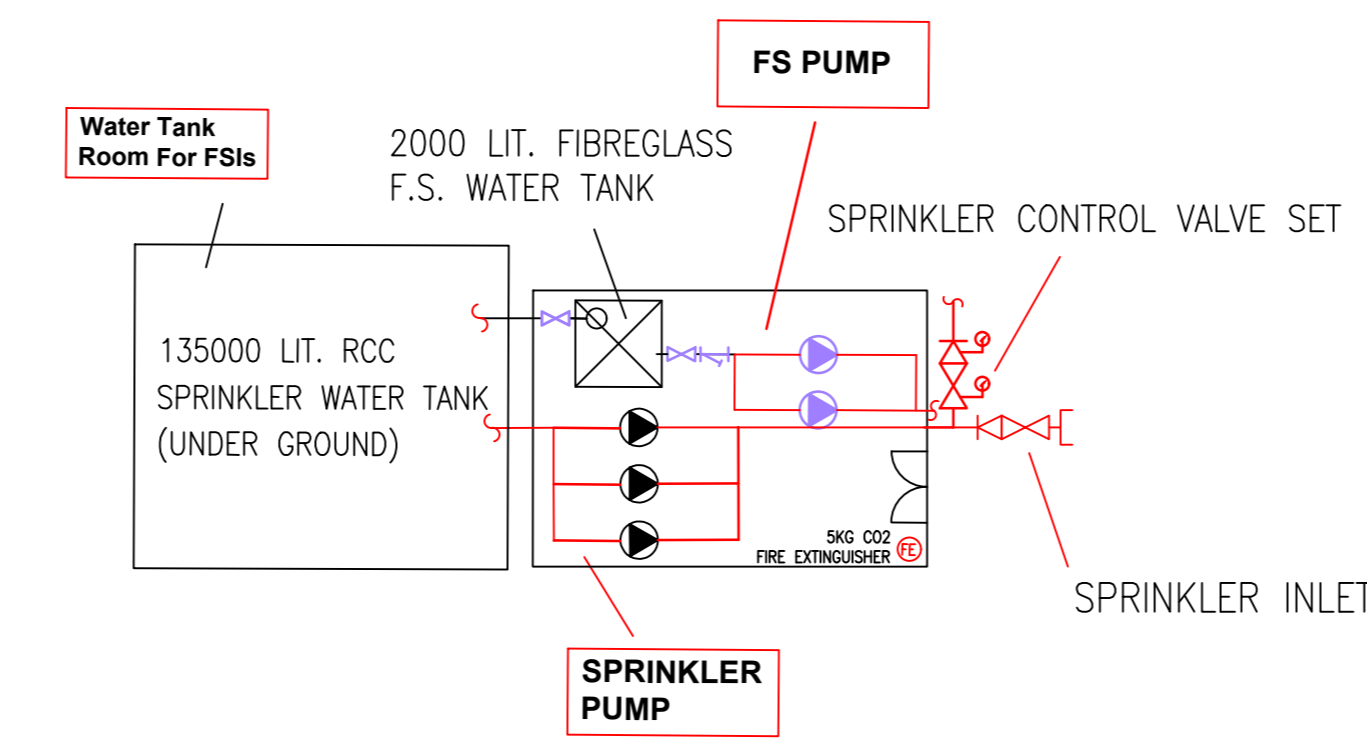 FS PUMP
Water Tank
Room For FSIs
2000 LIT. FIBREGLASS
F.S. WATER TANK
SPRINKLER CONTROL VALVE SET
135000 LIT. RCC
SPRINKLER WATER TANK
(UNDER GROUND)
5KG CO2
FIRE EXTINGUISHER
FE
SPRINKLER INLET
SPRINKLER
PUMP